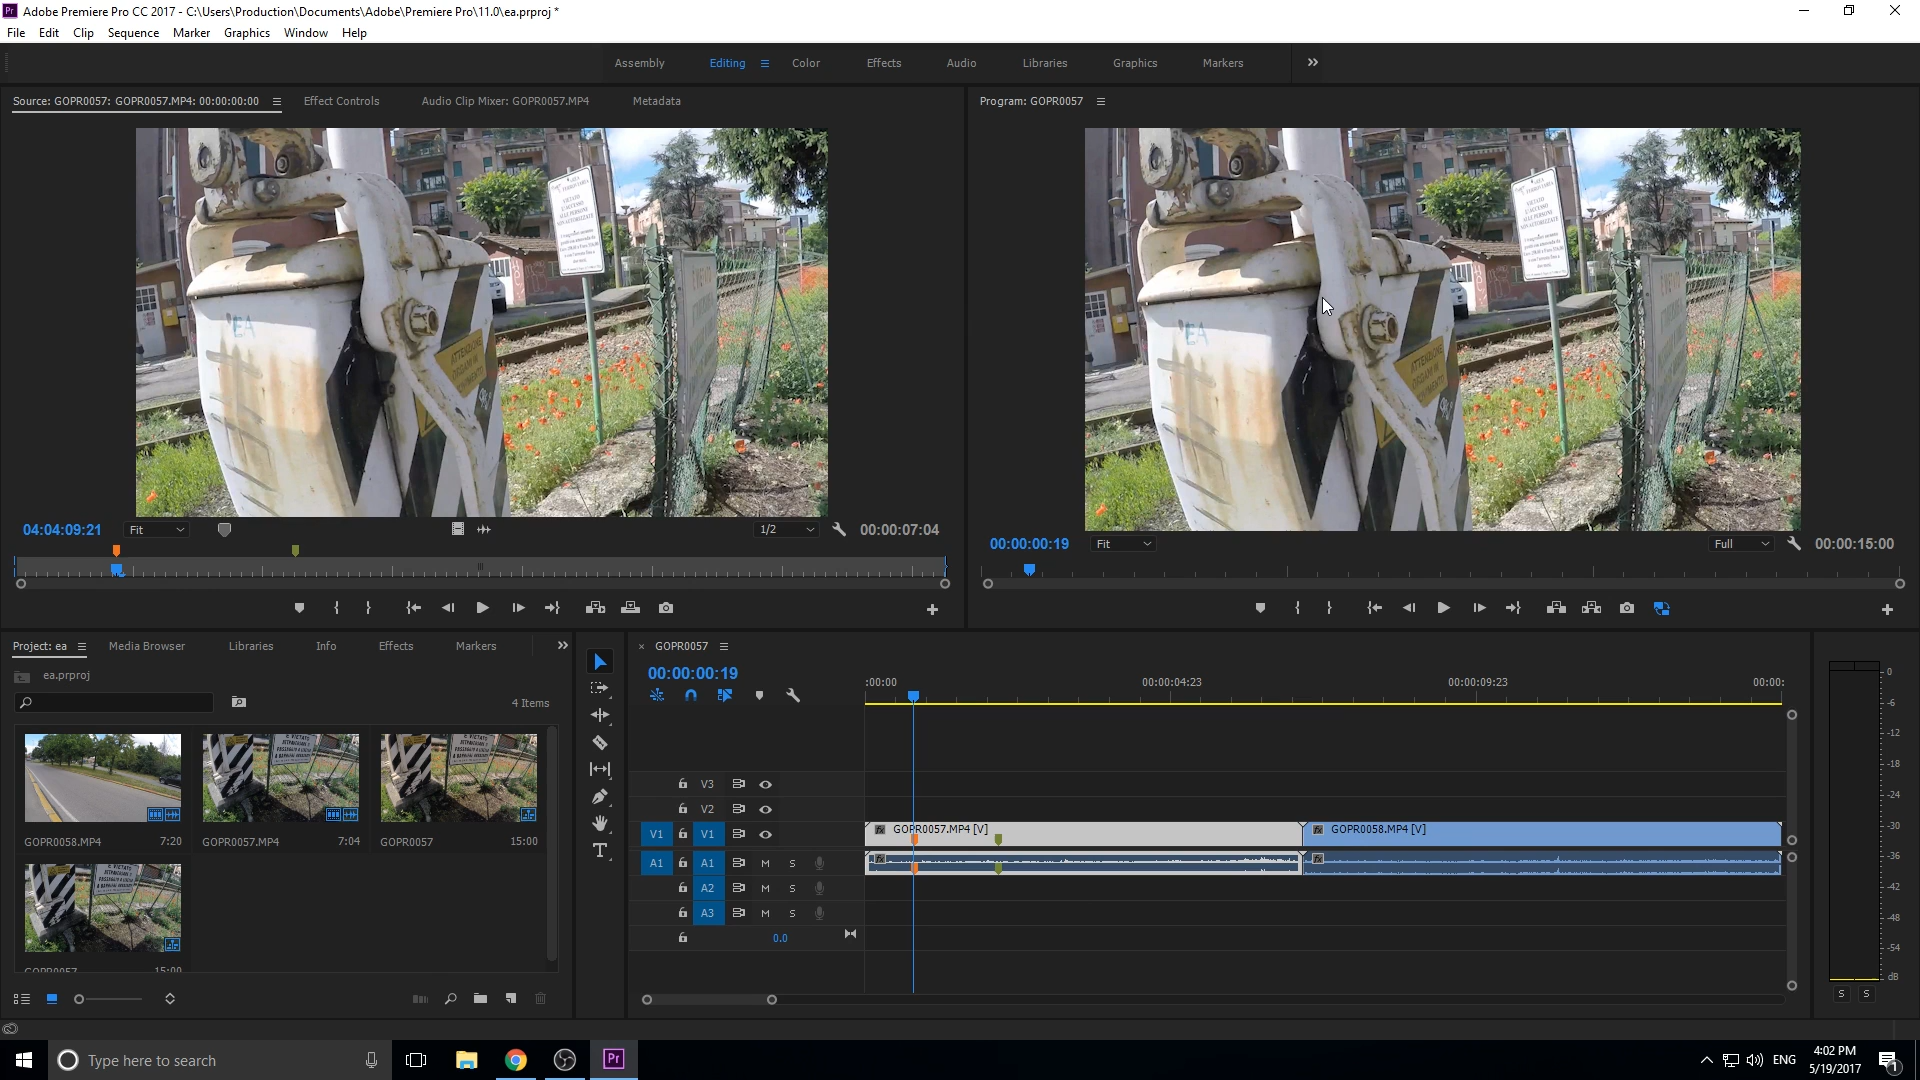 Adobe Premiere Pro CC 2017 - C:\Users\Production\Documents\Adobe\Premiere Pro\11.0\ea.prproj *
File Edit Clip Sequence Marker Graphics Window Help
Assembly Editing Color Effects Audio Libraries Graphics Markers
Source: GOPR0057: GOPR0057.MP4: 00:00:00:00 Effect Controls Audio Clip Mixer: GOPR0057.MP4 Metadata
Program: GOPR0057
EA
ATTENZIONE
EA
ATTENZIONE
04:04:09:21 Fit 1/2 00:00:07:04
00:00:00:19 Fit Full 00:00:15:00
Project: ea Media Browser Libraries Info Effects Markers
ea.prproj
4 Items
GOPR0058.MP4 7:20
GOPR0057.MP4 7:04
GOPR0057 15:00
GOPR0057 15:00
GOPR0057
00:00:00:19
:00:00 00:00:04:23 00:00:09:23 00:00:
V3
V2
V1 V1 GOPR0057.MP4 [V] GOPR0058.MP4 [V]
A1 A1 M S
A2 M S
A3 M S
0.0
0
-6
-12
-18
-24
-30
-36
-42
-48
-54
dB
S S
Type here to search
Pr
ENG
4:02 PM
5/19/2017
1